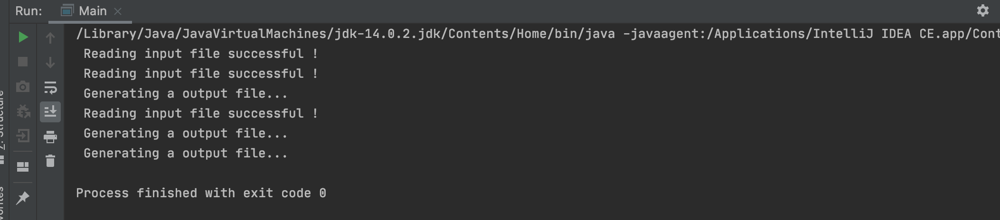 Run: Main
/Library/Java/JavaVirtualMachines/jdk-14.0.2.jdk/Contents/Home/bin/java -javaagent:/Applications/IntelliJ IDEA CE.app/Cont
Reading input file successful !
Reading input file successful !
Generating a output file...
Reading input file successful !
Generating a output file...
Generating a output file...
Process finished with exit code 0
Z: Structure